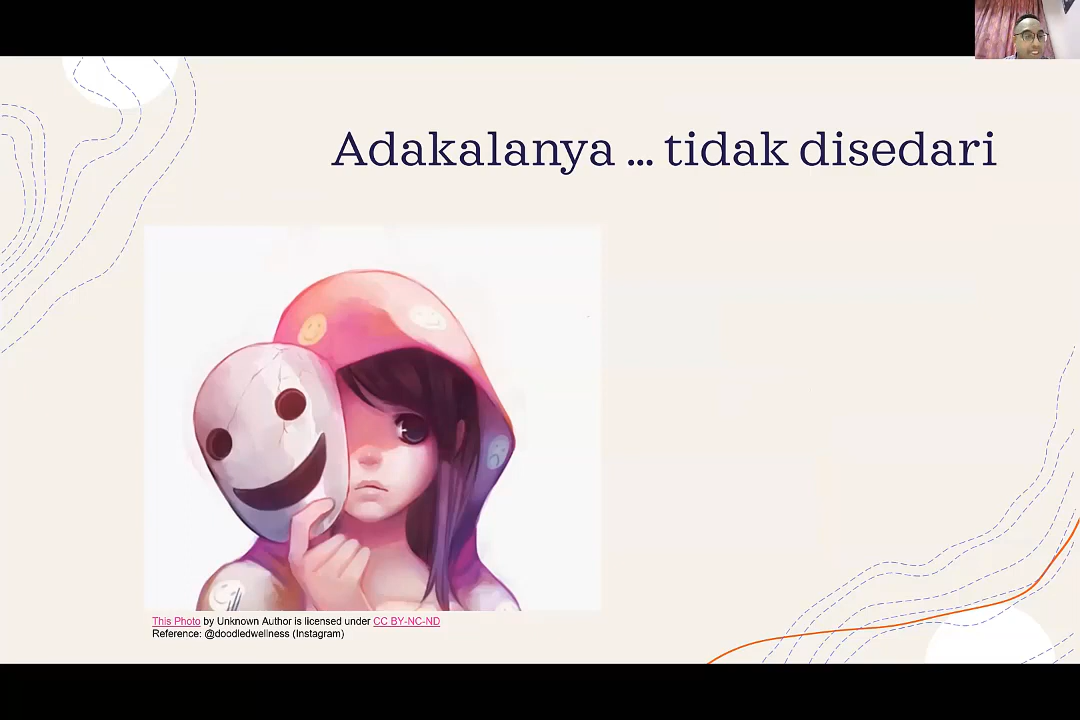 Adakalanya ... tidak disedari
This Photo by Unknown Author is licensed under CC BY-NC-ND
Reference: @doodledwellness (Instagram)